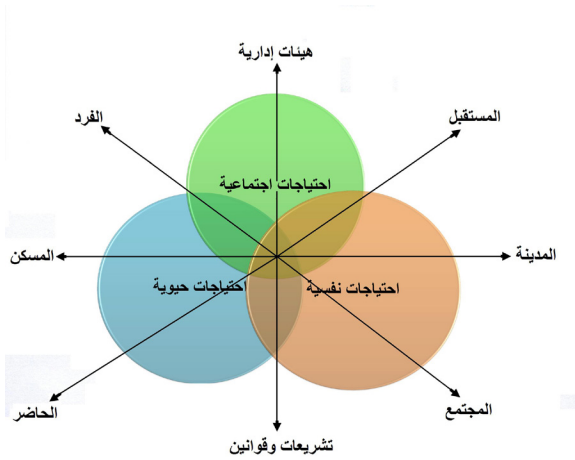 هيئات إدارية
الفرد
المستقبل
احتياجات اجتماعية
المسكن
المدينة
احتياجات حيوية
احتياجات نفسية
الحاضر
المجتمع
تشريعات وقوانين